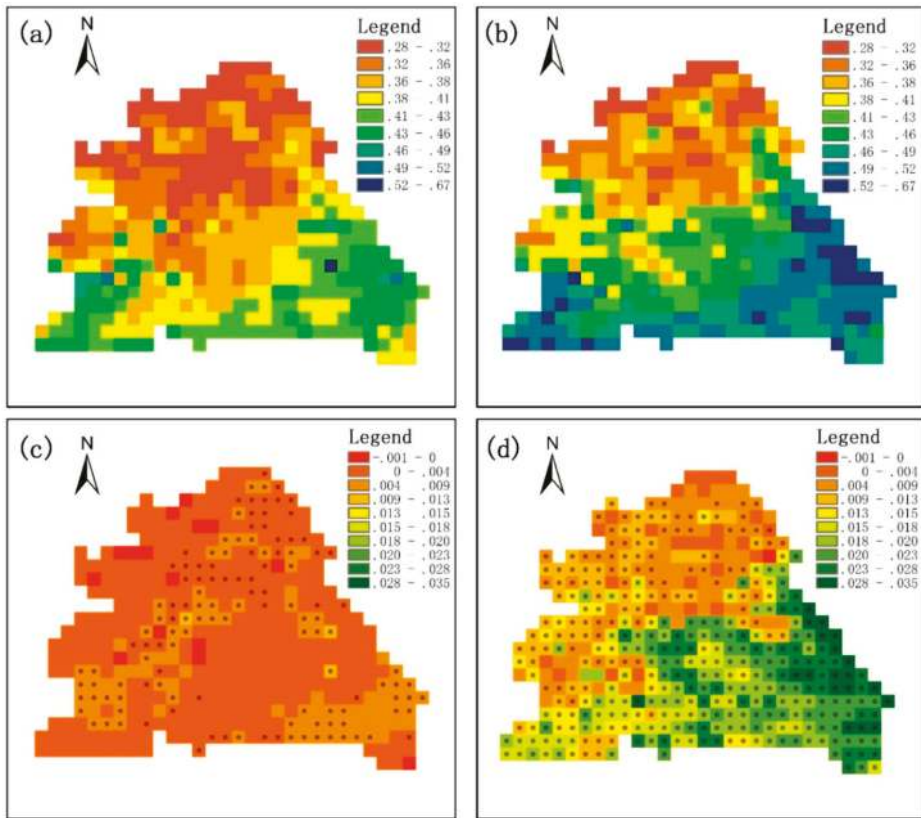 (a)
N
Legend
.28 - .32
.32 - .36
.36 - .38
.38 - .41
.41 - .43
.43 - .46
.46 - .49
.49 - .52
.52 - .67
(b)
N
Legend
.28 - .32
.32 - .36
.36 - .38
.38 - .41
.41 - .43
.43 - .46
.46 - .49
.49 - .52
.52 - .67
(c)
N
Legend
-.001 - 0
0 - .004
.004 - .009
.009 - .013
.013 - .015
.015 - .018
.018 - .020
.020 - .023
.023 - .028
.028 - .035
(d)
N
Legend
-.001 - 0
0 - .004
.004 - .009
.009 - .013
.013 - .015
.015 - .018
.018 - .020
.020 - .023
.023 - .028
.028 - .035